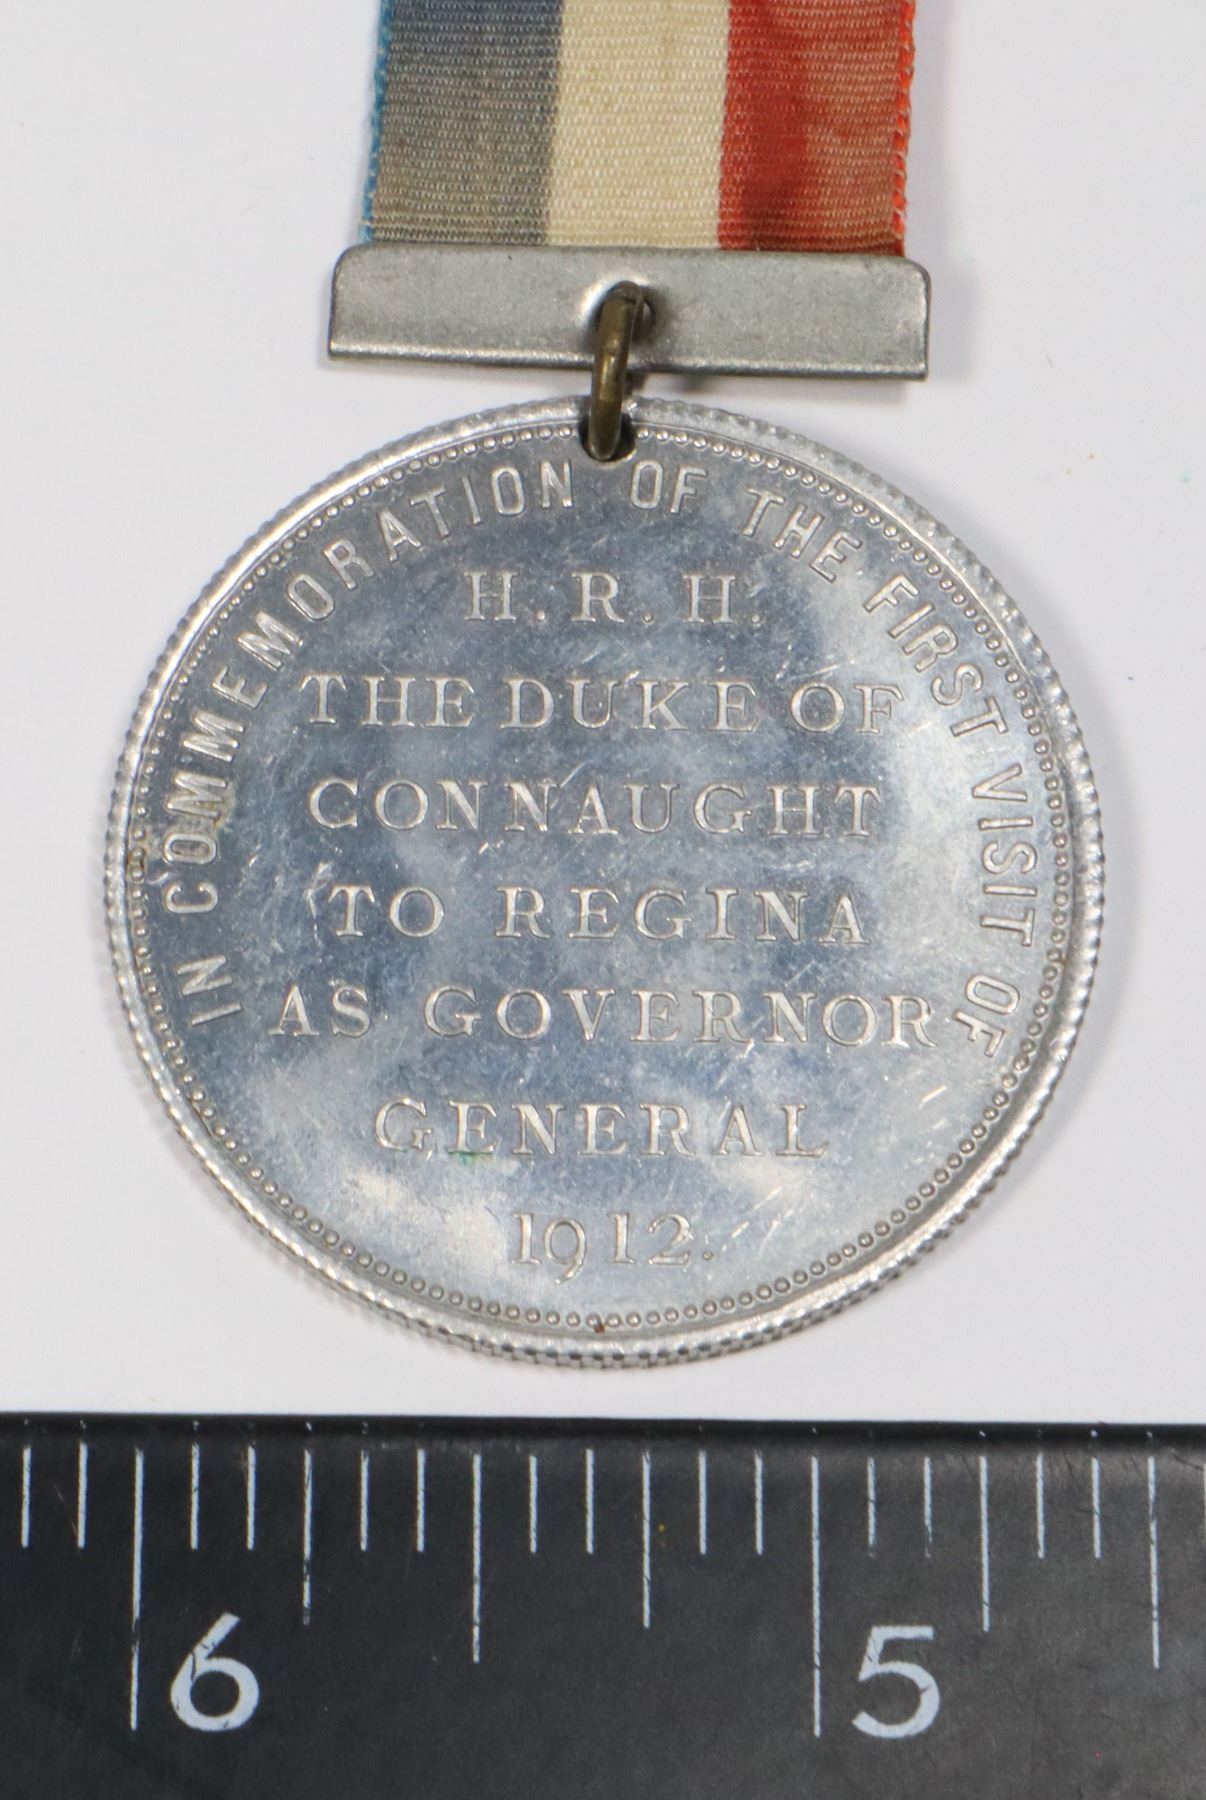 IN COMMEMORATION OF THE FIRST VISIT OF
H. R. H.
THE DUKE OF
CONNAUGHT
TO REGINA
AS GOVERNOR
GENERAL
1912.
6 5